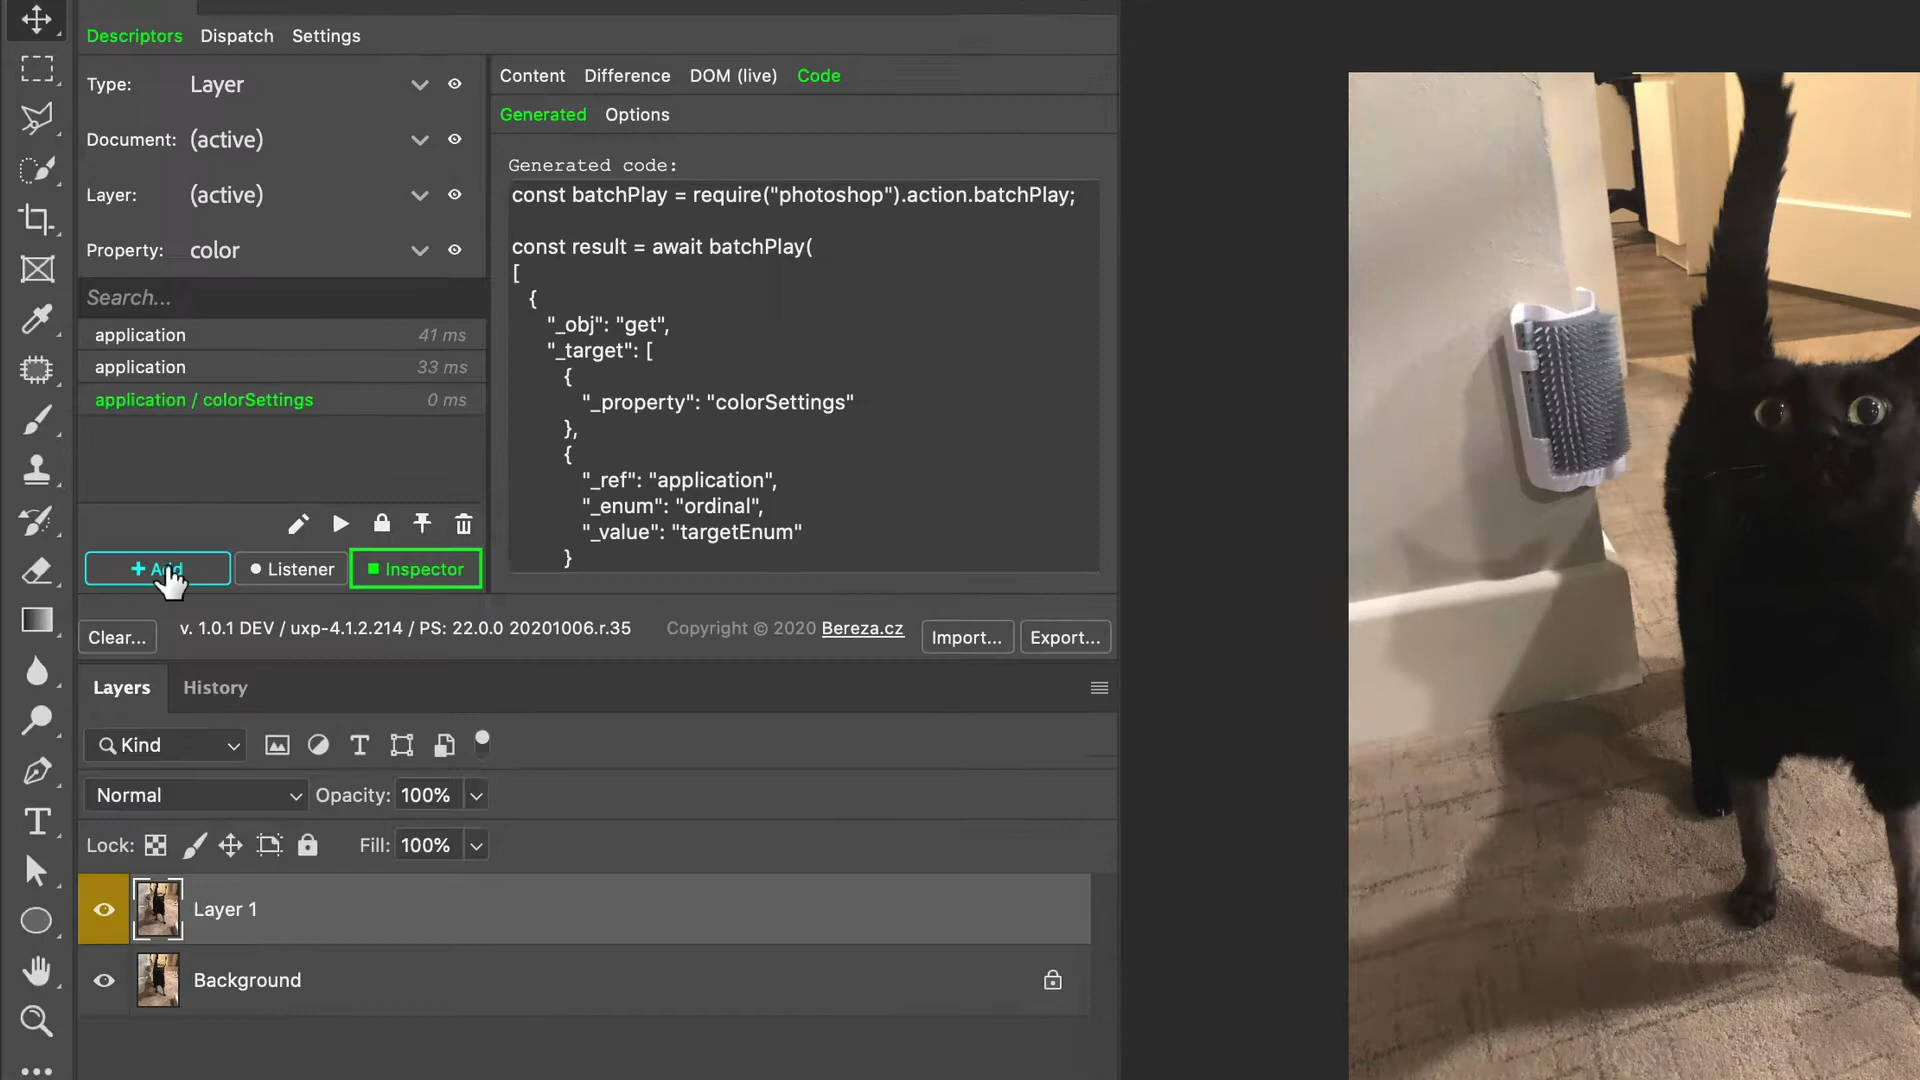 Descriptors Dispatch Settings
Type: Layer
Document: (active)
Layer: (active)
Property: color
Search...
application 41 ms
application 33 ms
application / colorSettings 0 ms
+ Add
Listener
Inspector
Content Difference DOM (live) Code
Generated Options
Generated code:
const batchPlay = require("photoshop").action.batchPlay;
const result = await batchPlay(
[
{
"_obj": "get",
"_target": [
{
"_property": "colorSettings"
},
{
"_ref": "application",
"_enum": "ordinal",
"_value": "targetEnum"
}
Clear...
v. 1.0.1 DEV / uxp-4.1.2.214 / PS: 22.0.0 20201006.r.35
Copyright © 2020 Bereza.cz
Import...
Export...
Layers History
Kind
Normal Opacity: 100%
Lock: Fill: 100%
Layer 1
Background